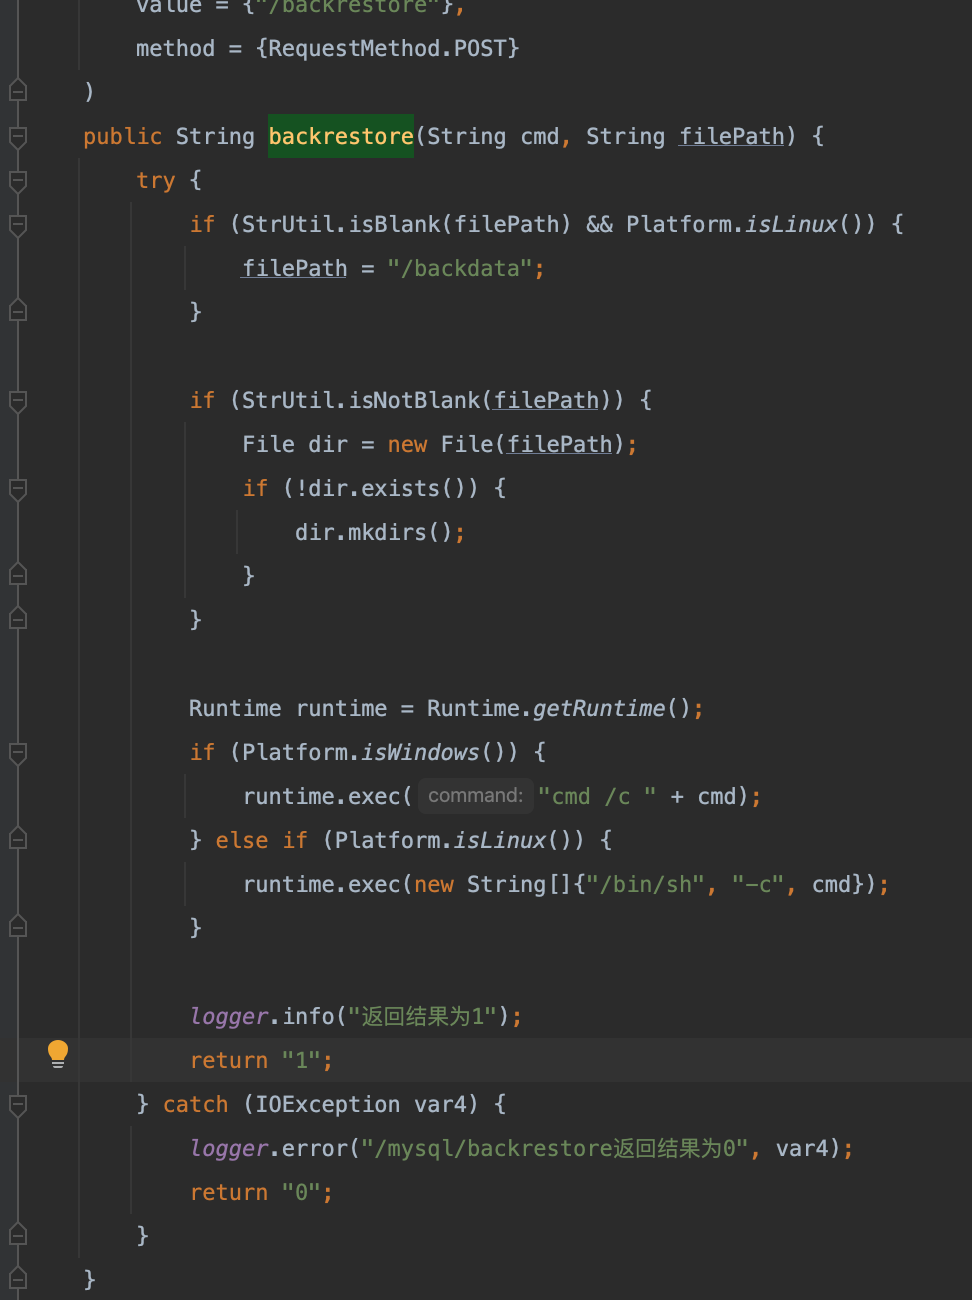 value = {"/backrestore"},
method = {RequestMethod.POST}
)
public String backrestore(String cmd, String filePath) {
try {
if (StrUtil.isBlank(filePath) && Platform.isLinux()) {
filePath = "/backdata";
}
if (StrUtil.isNotBlank(filePath)) {
File dir = new File(filePath);
if (!dir.exists()) {
dir.mkdirs();
}
}
Runtime runtime = Runtime.getRuntime();
if (Platform.isWindows()) {
runtime.exec( command: "cmd /c " + cmd);
} else if (Platform.isLinux()) {
runtime.exec(new String[]{"/bin/sh", "-c", cmd});
}
logger.info("返回结果为1");
return "1";
} catch (IOException var4) {
logger.error("/mysql/backrestore返回结果为0", var4);
return "0";
}
}